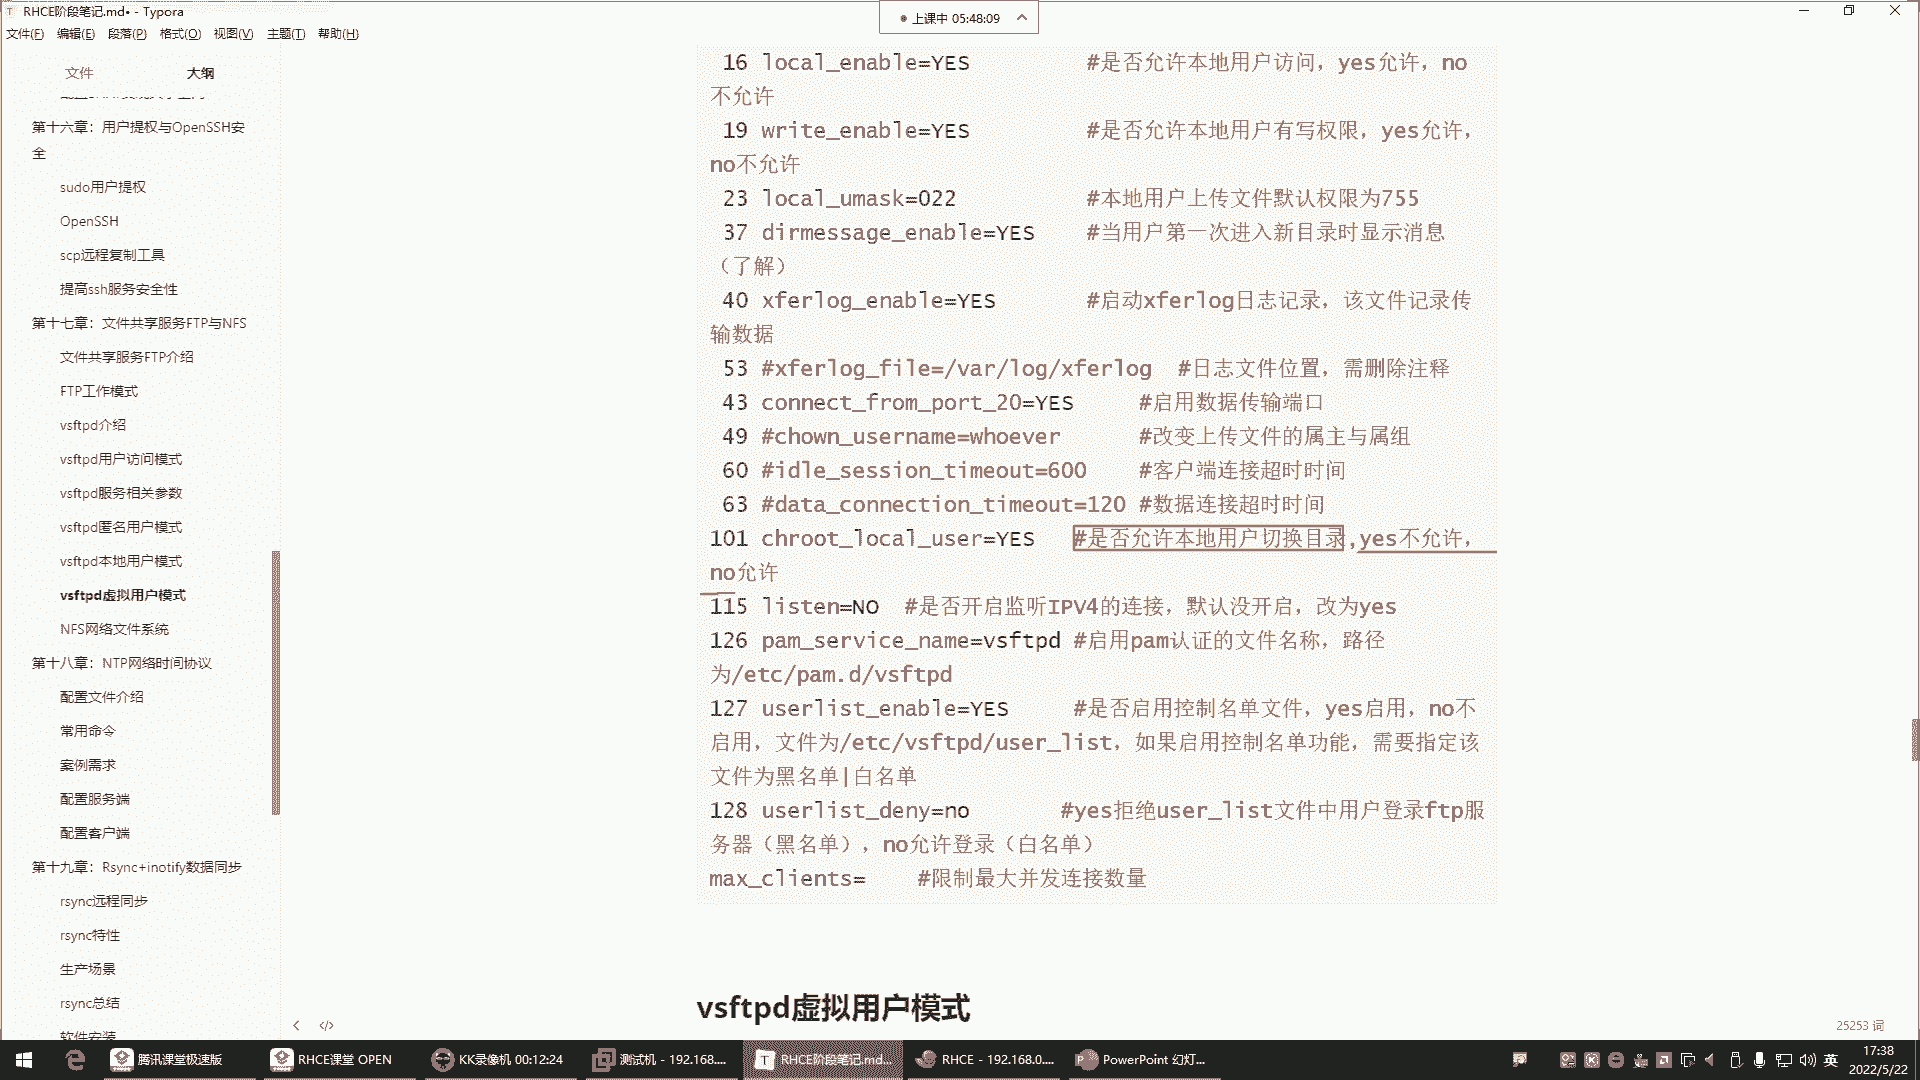 RHCE阶段笔记.md• - Typora
上课中 05:48:09
文件(F) 编辑(E) 段落(P) 格式(O) 视图(V) 主题(T) 帮助(H)
文件 大纲
第十六章：用户提权与OpenSSH安
全
sudo用户提权
OpenSSH
scp远程复制工具
提高ssh服务安全性
第十七章：文件共享服务FTP与NFS
文件共享服务FTP介绍
FTP工作模式
vsftpd介绍
vsftpd用户访问模式
vsftpd服务相关参数
vsftpd匿名用户模式
vsftpd本地用户模式
vsftpd虚拟用户模式
NFS网络文件系统
第十八章：NTP网络时间协议
配置文件介绍
常用命令
案例需求
配置服务端
配置客户端
第十九章：Rsync+inotify数据同步
rsync远程同步
rsync特性
生产场景
rsync总结
软件安装
16 local_enable=YES #是否允许本地用户访问，yes允许，no
不允许
19 write_enable=YES #是否允许本地用户有写权限，yes允许，
no不允许
23 local_umask=022 #本地用户上传文件默认权限为755
37 dirmessage_enable=YES #当用户第一次进入新目录时显示消息
（了解）
40 xferlog_enable=YES #启动xferlog日志记录，该文件记录传
输数据
53 #xferlog_file=/var/log/xferlog #日志文件位置，需删除注释
43 connect_from_port_20=YES #启用数据传输端口
49 #chown_username=whoever #改变上传文件的属主与属组
60 #idle_session_timeout=600 #客户端连接超时时间
63 #data_connection_timeout=120 #数据连接超时时间
101 chroot_local_user=YES #是否允许本地用户切换目录,yes不允许，
no允许
115 listen=NO #是否开启监听IPV4的连接，默认没开启，改为yes
126 pam_service_name=vsftpd #启用pam认证的文件名称，路径
为/etc/pam.d/vsftpd
127 userlist_enable=YES #是否启用控制名单文件，yes启用，no不
启用，文件为/etc/vsftpd/user_list，如果启用控制名单功能，需要指定该
文件为黑名单|白名单
128 userlist_deny=no #yes拒绝user_list文件中用户登录ftp服
务器（黑名单），no允许登录（白名单）
max_clients= #限制最大并发连接数量
vsftpd虚拟用户模式
25253 词
腾讯课堂极速版 RHCE课堂 OPEN KK录像机 00:12:24 测试机 - 192.168.... RHCE阶段笔记.md... RHCE - 192.168.0.... PowerPoint 幻灯... 英 17:38
2022/5/22